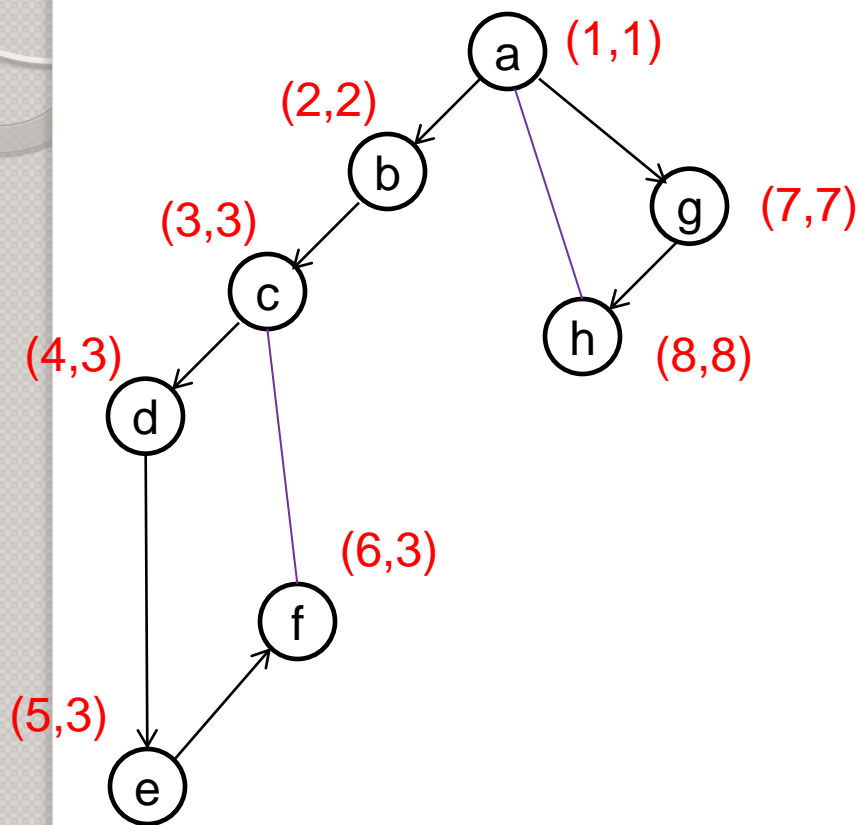 a (1,1)
(2,2)
b
g (7,7)
(3,3)
c
h (8,8)
(4,3)
d
(6,3)
f
(5,3)
e